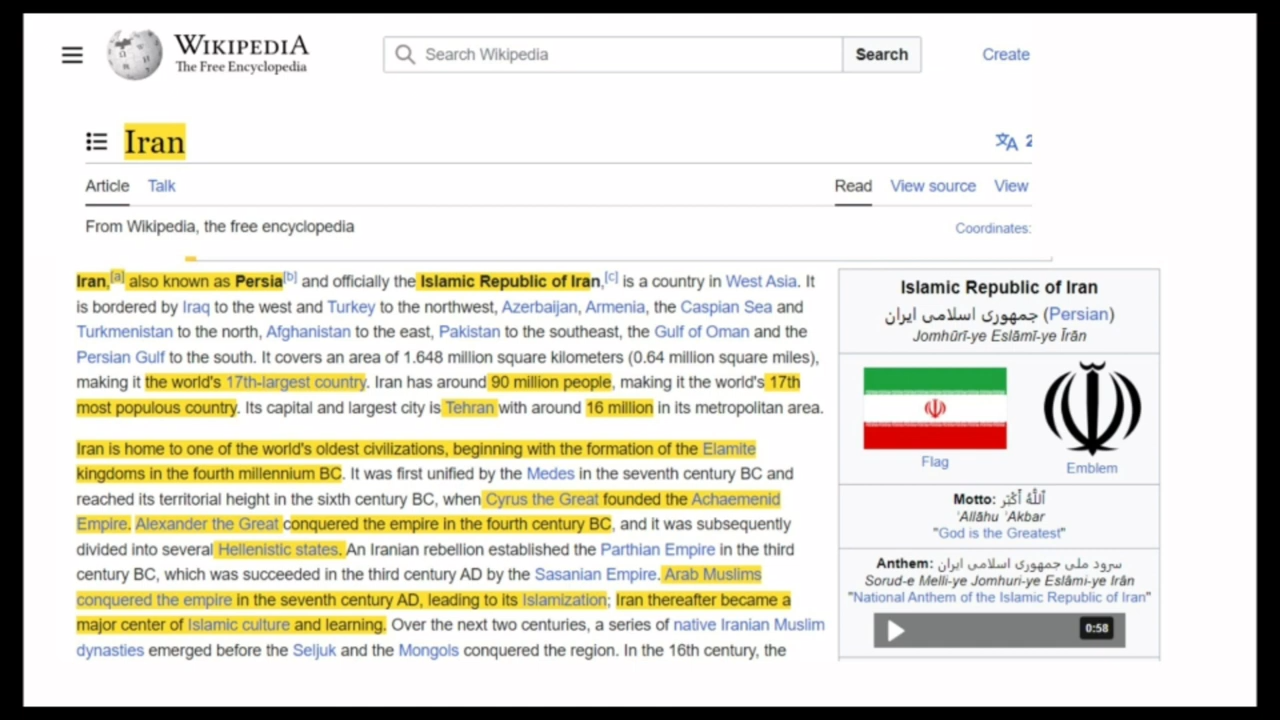 WIKIPEDIA
The Free Encyclopedia
Search Wikipedia
Search
Create
Iran
2
Article
Talk
Read
View source
View
From Wikipedia, the free encyclopedia
Coordinates:
Iran,[a] also known as Persia[b] and officially the Islamic Republic of Iran,[c] is a country in West Asia. It
is bordered by Iraq to the west and Turkey to the northwest, Azerbaijan, Armenia, the Caspian Sea and
Turkmenistan to the north, Afghanistan to the east, Pakistan to the southeast, the Gulf of Oman and the
Persian Gulf to the south. It covers an area of 1.648 million square kilometers (0.64 million square miles),
making it the world's 17th-largest country. Iran has around 90 million people, making it the world's 17th
most populous country. Its capital and largest city is Tehran with around 16 million in its metropolitan area.
Iran is home to one of the world's oldest civilizations, beginning with the formation of the Elamite
kingdoms in the fourth millennium BC. It was first unified by the Medes in the seventh century BC and
reached its territorial height in the sixth century BC, when Cyrus the Great founded the Achaemenid
Empire. Alexander the Great conquered the empire in the fourth century BC, and it was subsequently
divided into several Hellenistic states. An Iranian rebellion established the Parthian Empire in the third
century BC, which was succeeded in the third century AD by the Sasanian Empire. Arab Muslims
conquered the empire in the seventh century AD, leading to its Islamization; Iran thereafter became a
major center of Islamic culture and learning. Over the next two centuries, a series of native Iranian Muslim
dynasties emerged before the Seljuk and the Mongols conquered the region. In the 16th century, the
Islamic Republic of Iran
جمهوری اسلامی ایران (Persian)
Jomhūrī-ye Eslāmī-ye Īrān
Flag
Emblem
Motto: ٱللَّٰهُ أَكْبَرُ
'Allāhu 'Akbar
"God is the Greatest"
Anthem: سرود ملی جمهوری اسلامی ایران
Sorud-e Melli-ye Jomhuri-ye Eslâmi-ye Irân
"National Anthem of the Islamic Republic of Iran"
0:58